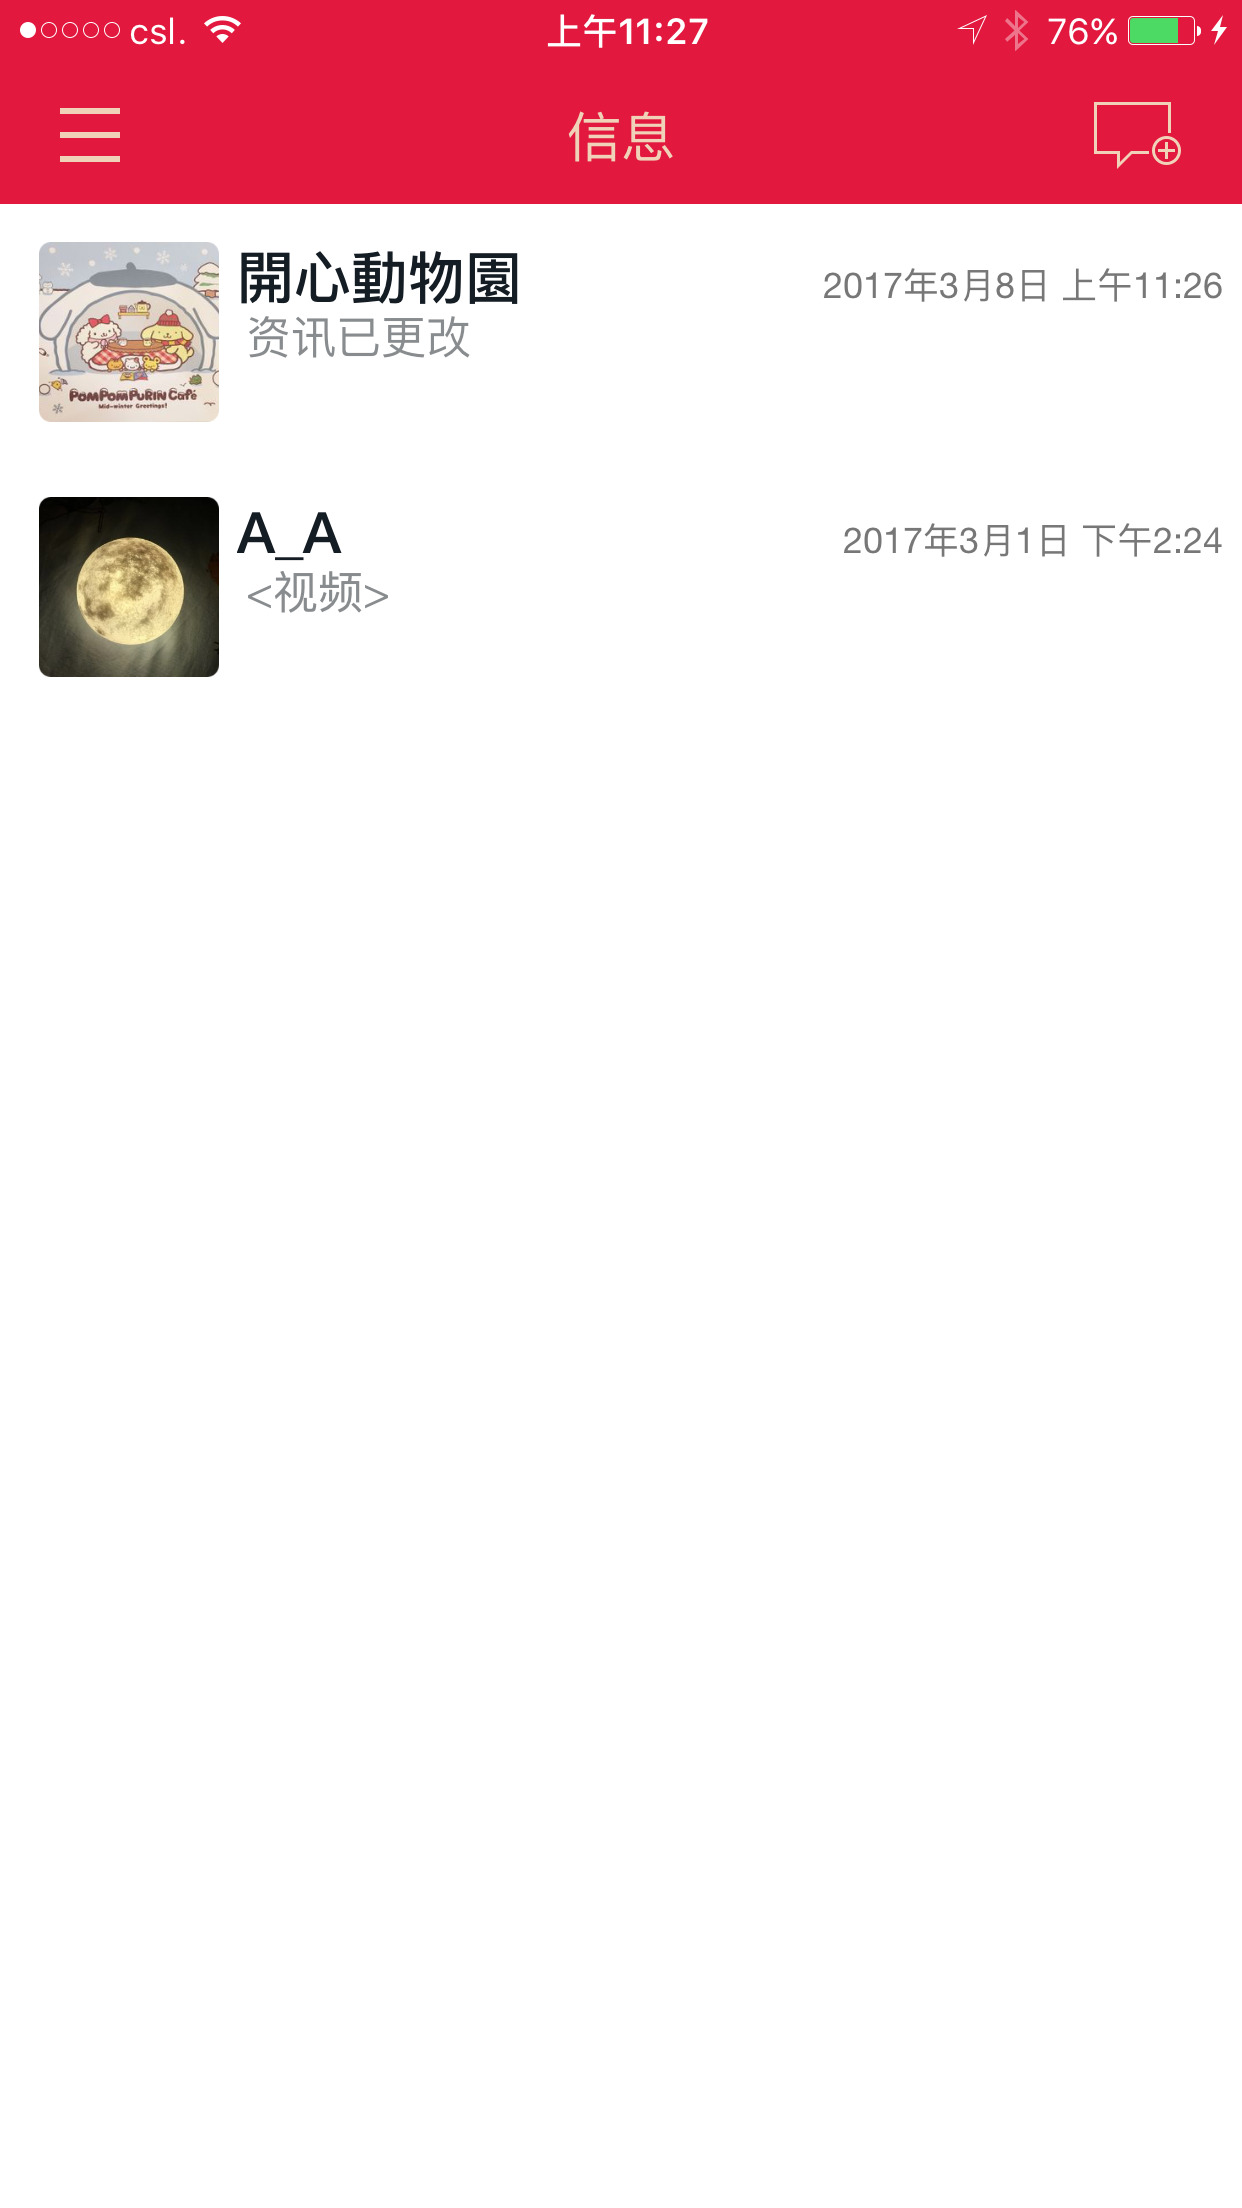 csl. 上午11:27 76%
信息
開心動物園 2017年3月8日 上午11:26
资讯已更改
PomPomPuRiN Café
Mid-winter Greetings!
A_A 2017年3月1日 下午2:24
<视频>